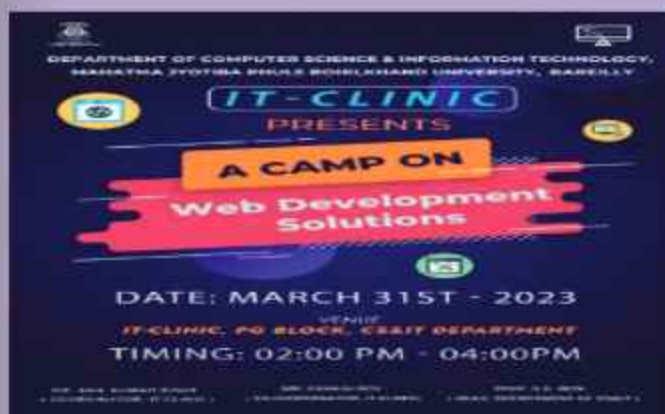 DEPARTMENT OF COMPUTER SCIENCE & INFORMATION TECHNOLOGY,
MAHATMA JYOTIBA PHULE ROHILKHAND UNIVERSITY, BAREILLY
IT-CLINIC
PRESENTS
A CAMP ON
Web Development
Solutions
DATE: MARCH 31ST - 2023
VENUE
IT-CLINIC, PG BLOCK, CS&IT DEPARTMENT
TIMING: 02:00 PM - 04:00PM